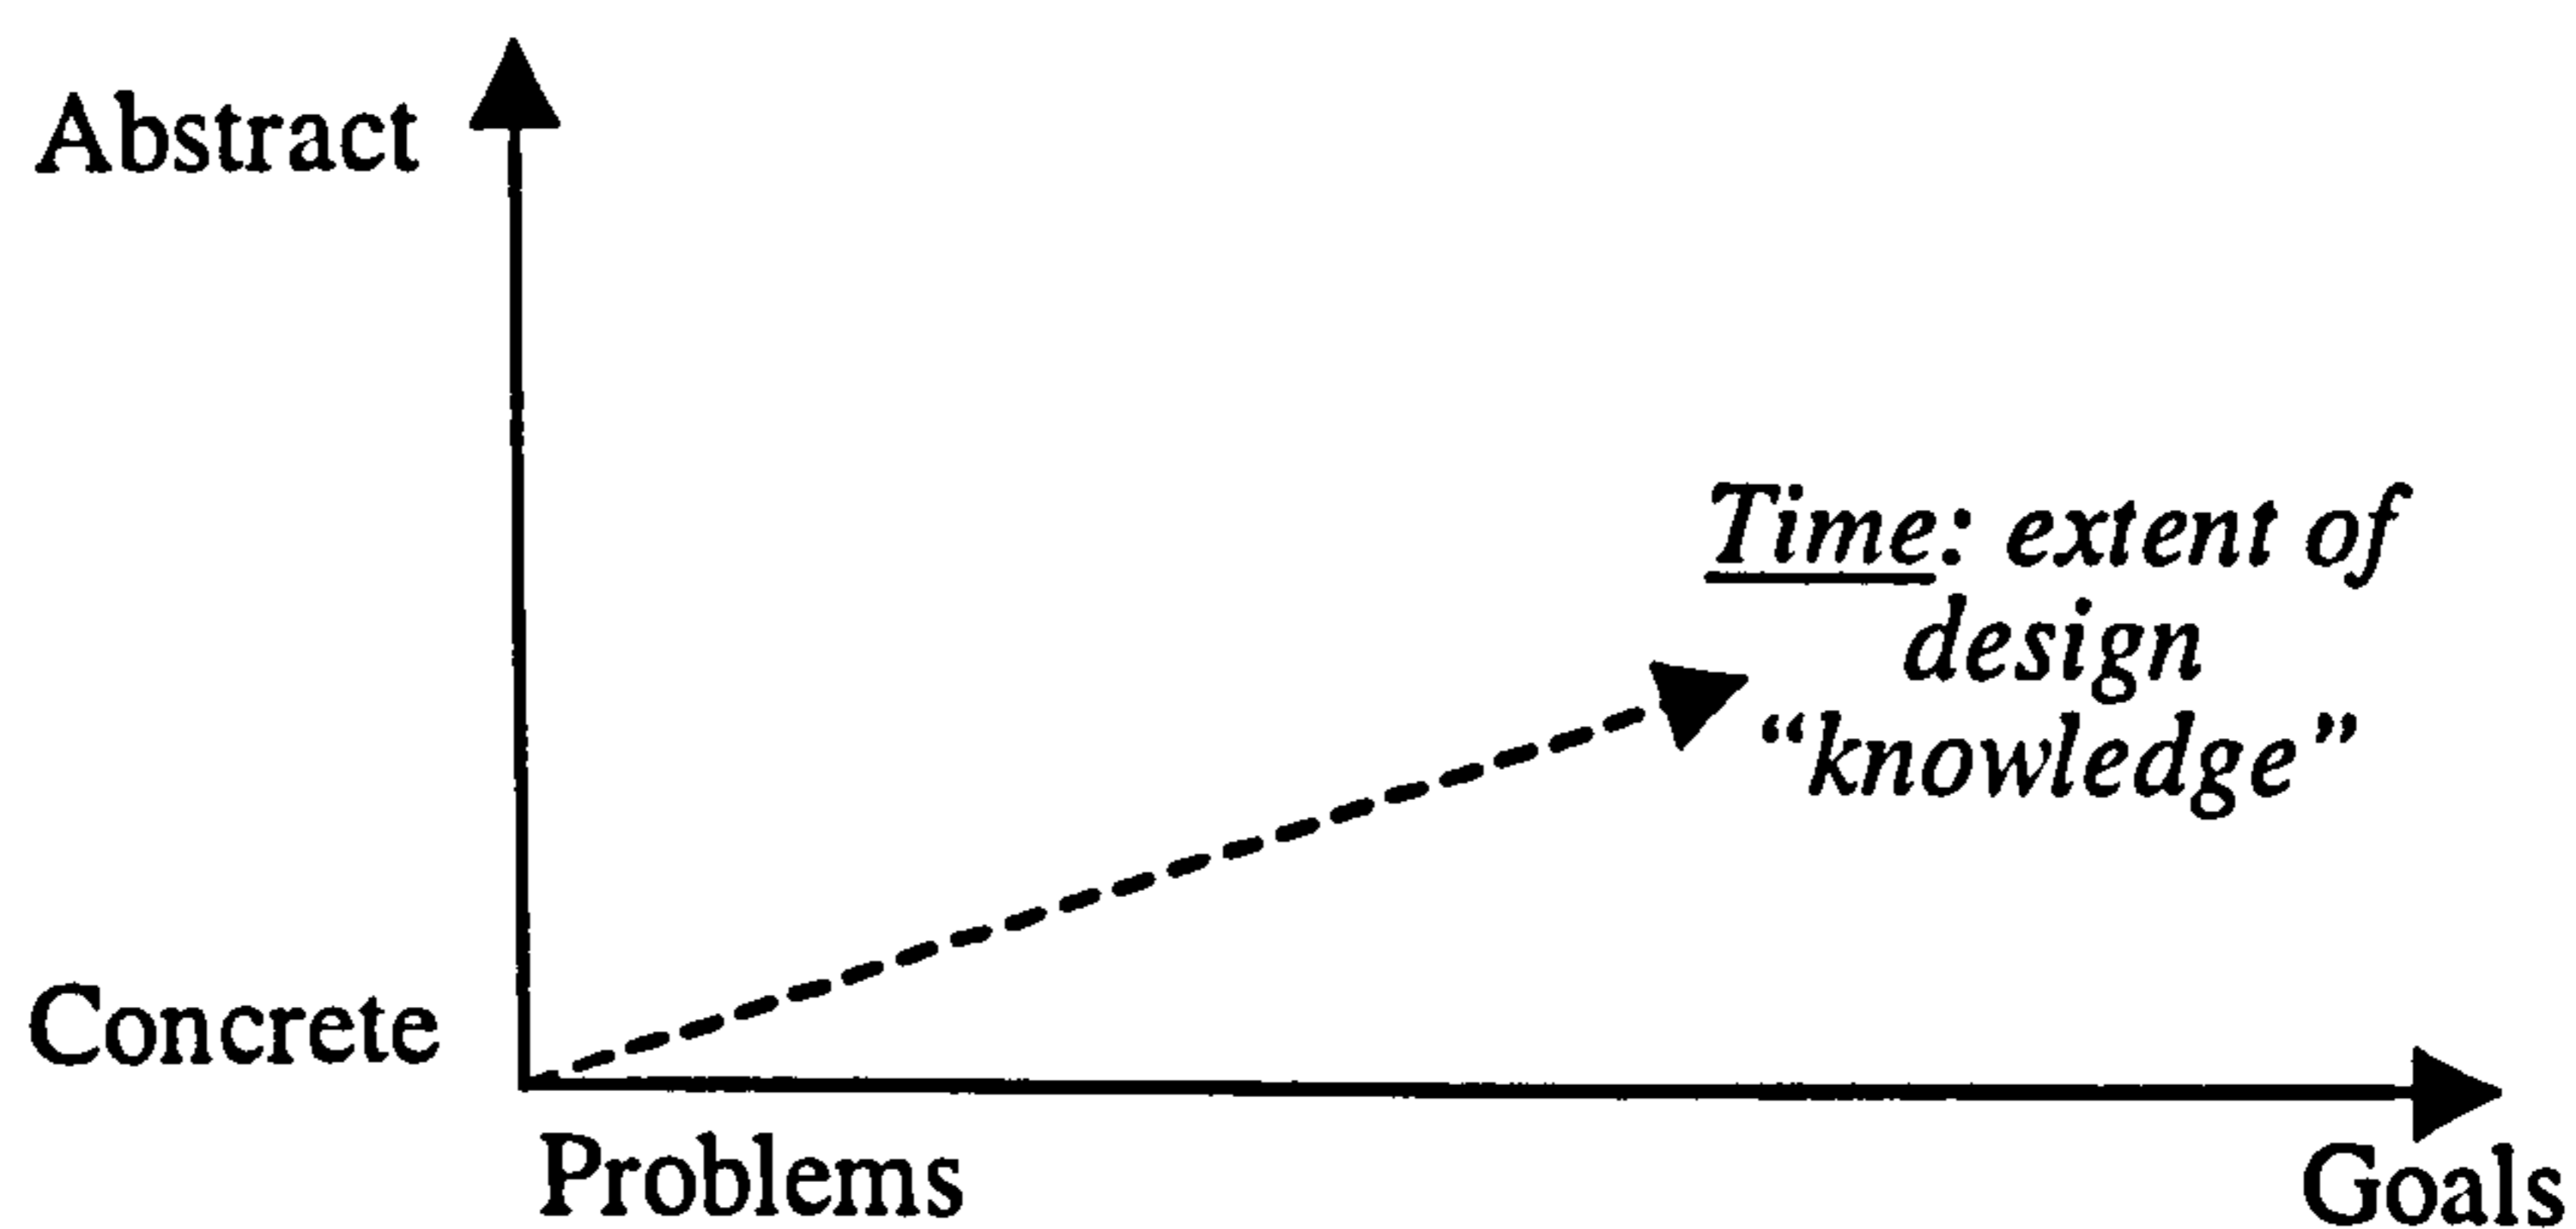 Abstract
Time: extent of
design
“knowledge”
Concrete
Problems
Goals